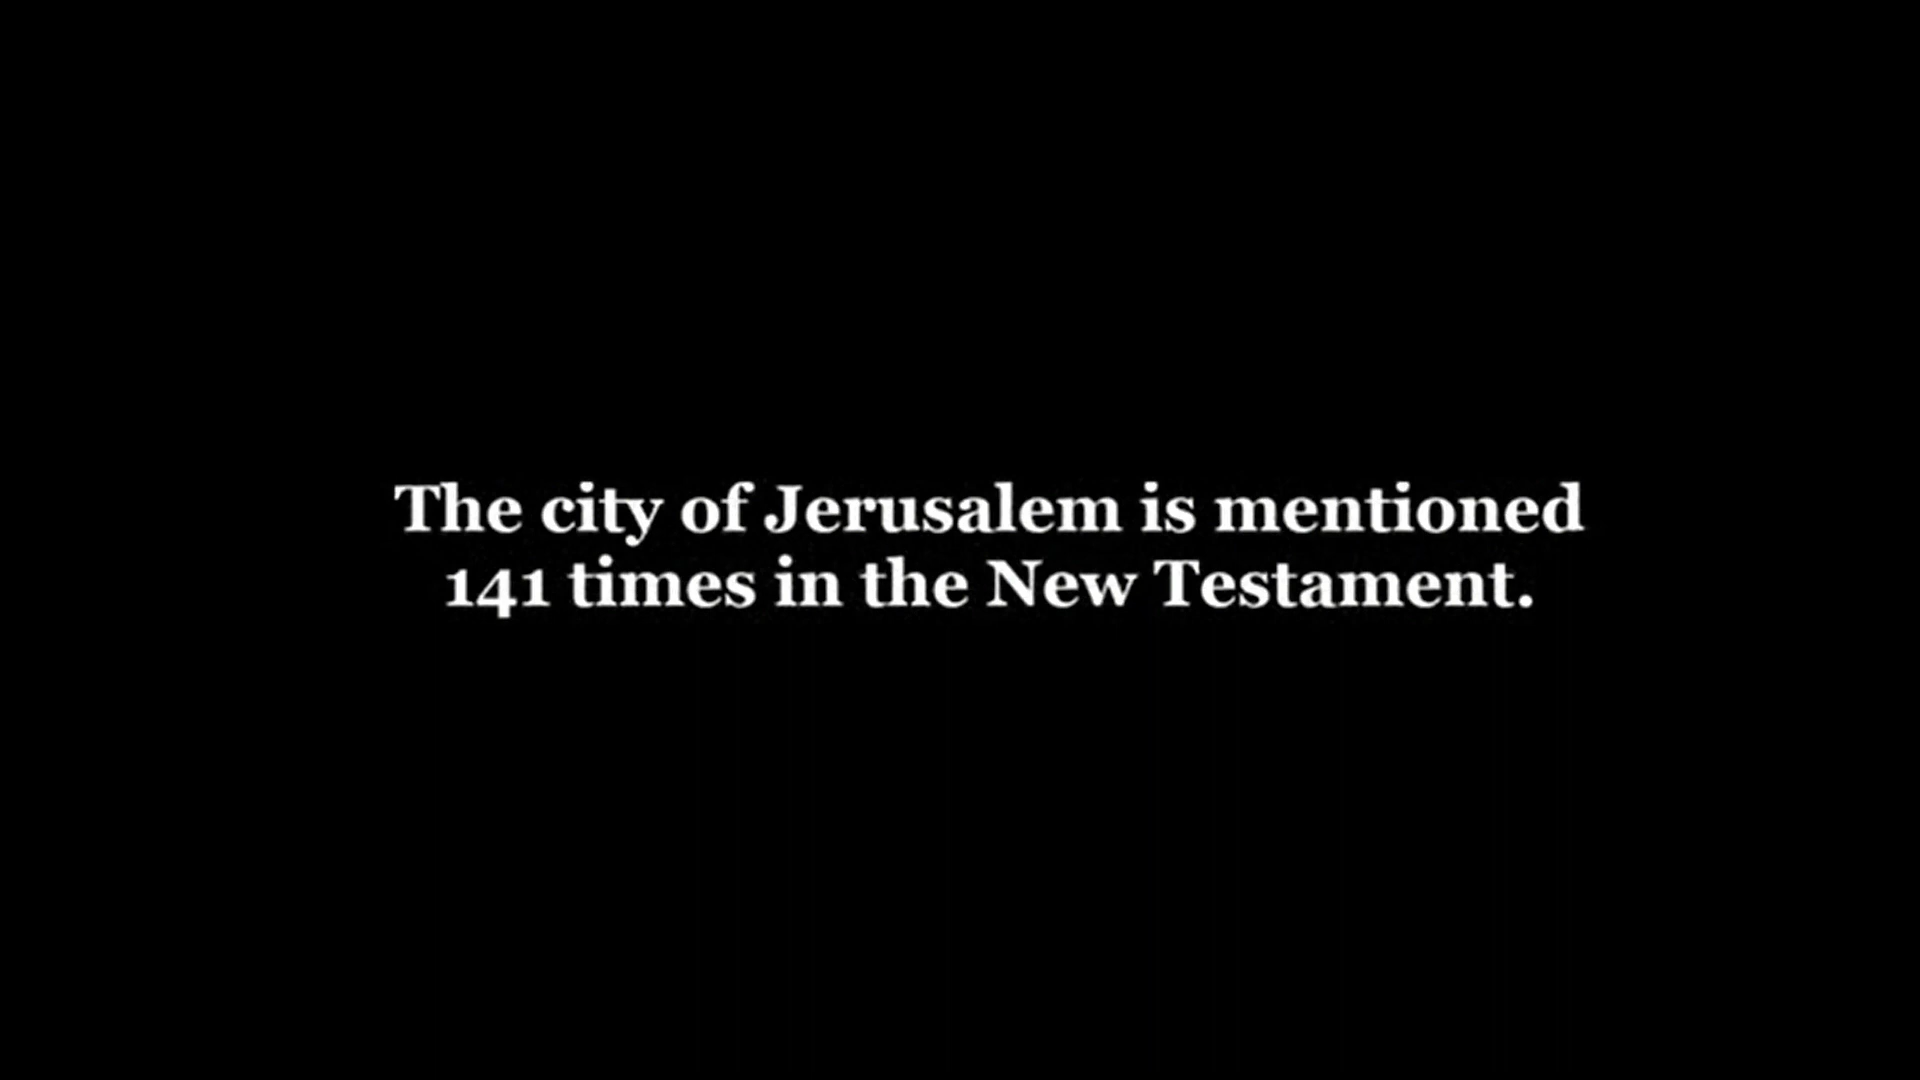 The city of Jerusalem is mentioned
141 times in the New Testament.